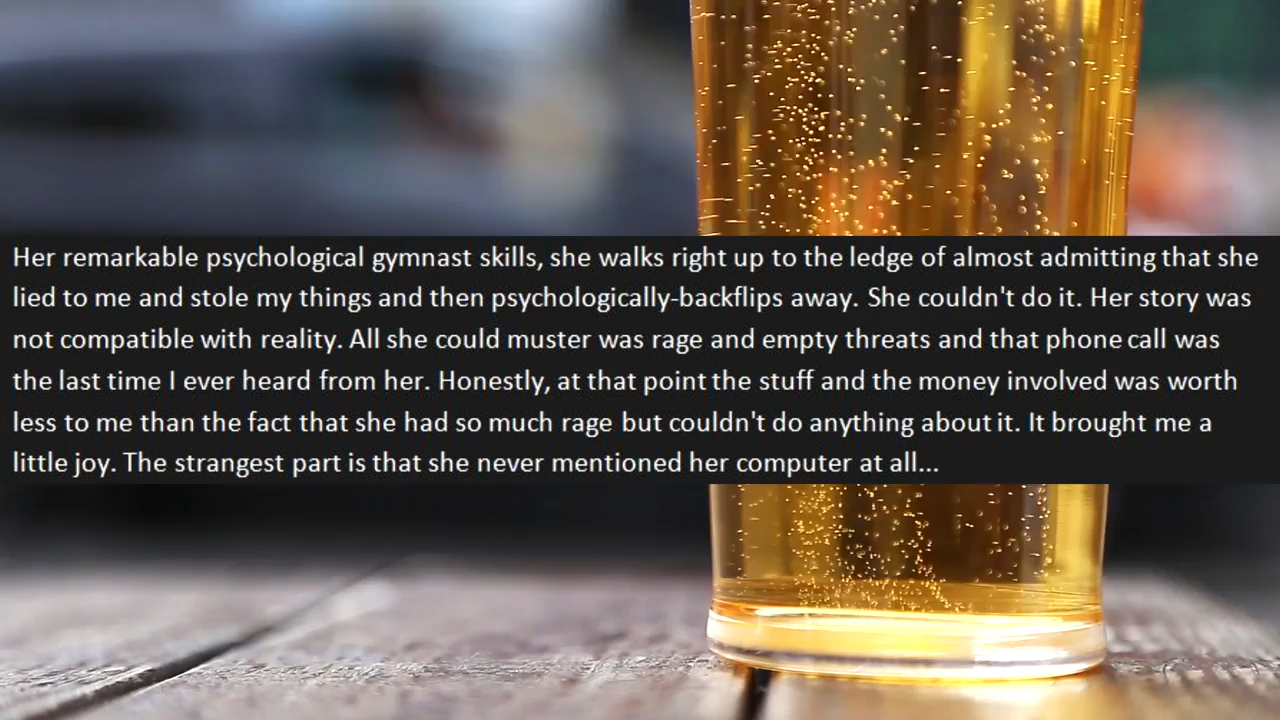 Her remarkable psychological gymnast skills, she walks right up to the ledge of almost admitting that she
lied to me and stole my things and then psychologically-backflips away. She couldn't do it. Her story was
not compatible with reality. All she could muster was rage and empty threats and that phone call was
the last time I ever heard from her. Honestly, at that point the stuff and the money involved was worth
less to me than the fact that she had so much rage but couldn't do anything about it. It brought me a
little joy. The strangest part is that she never mentioned her computer at all...